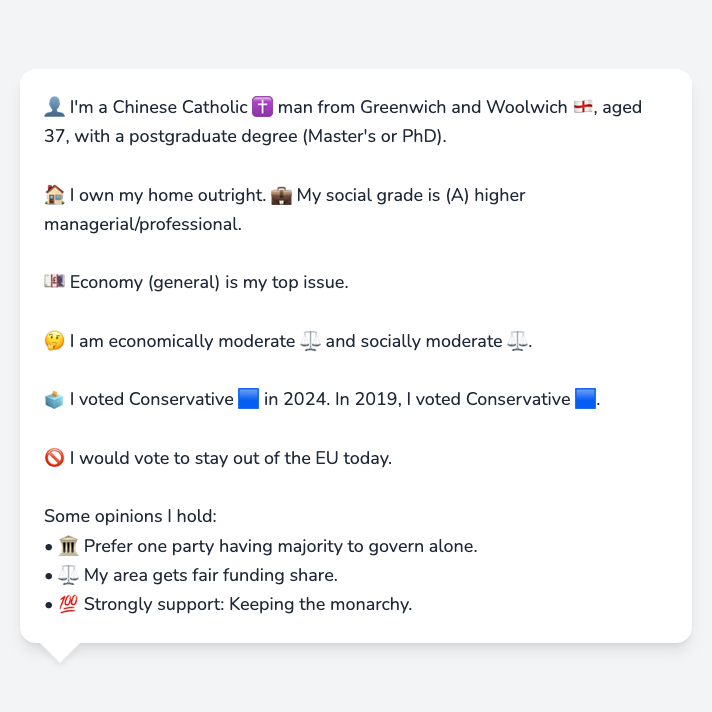 👤 I'm a Chinese Catholic ✝️ man from Greenwich and Woolwich 🏴󠁧󠁢󠁥󠁮󠁧󠁿, aged
37, with a postgraduate degree (Master's or PhD).
🏠 I own my home outright. 💼 My social grade is (A) higher
managerial/professional.
💷 Economy (general) is my top issue.
🤔 I am economically moderate ⚖️ and socially moderate ⚖️.
🗳️ I voted Conservative 🟦 in 2024. In 2019, I voted Conservative 🟦.
🚫 I would vote to stay out of the EU today.
Some opinions I hold:
• 🏛️ Prefer one party having majority to govern alone.
• ⚖️ My area gets fair funding share.
• 💯 Strongly support: Keeping the monarchy.